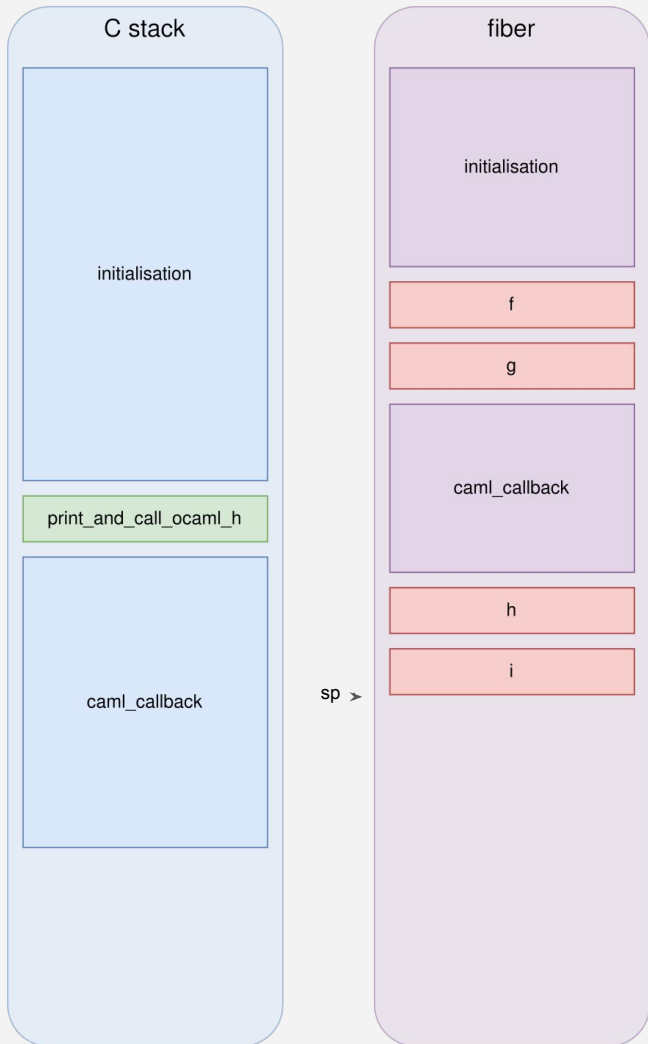 C stack
initialisation
print_and_call_ocaml_h
caml_callback
sp
fiber
initialisation
f
g
caml_callback
h
i